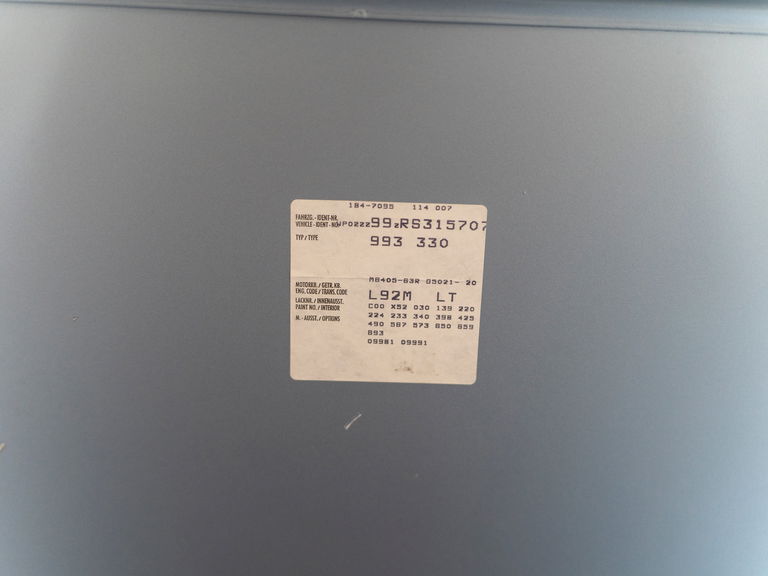 184-7095 114 007
FAHRZG.-IDENT-NR.
VEHICLE-IDENT-NO. WP0ZZZ99ZRS315707
TYP/TYPE 993 330
M6405-63R G5021- 20
MOTORKB./GETR.KB.
ENG.CODE/TRANS.CODE L92M LT
LACKNR./INNENAUSST.
PAINT NO./INTERIOR C00 X52 030 139 220
M.-AUSST./OPTIONS 224 233 340 398 425
490 567 573 650 659
693
09981 09991